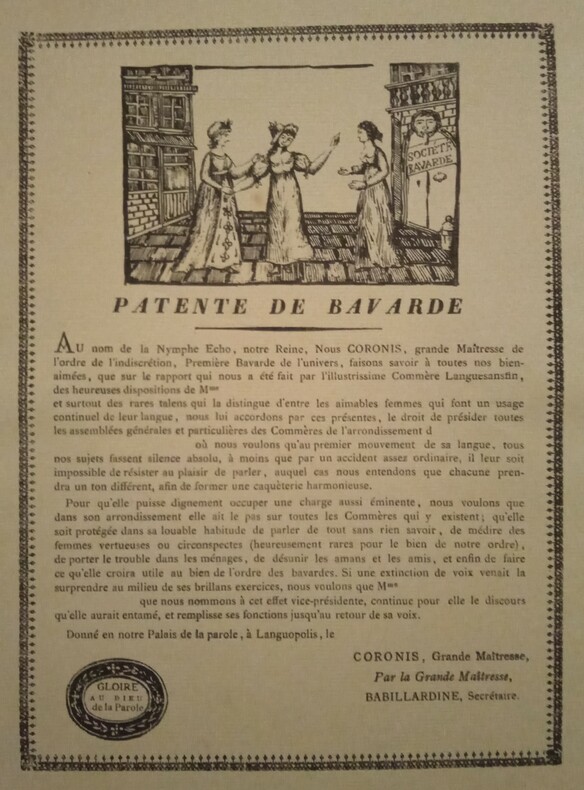 SOCIÉTÉ
BAVARDE
PATENTE DE BAVARDE
AU nom de la Nymphe Echo, notre Reine, Nous CORONIS, grande Maîtresse de
l'ordre de l'indiscrétion, Première Bavarde de l'univers, faisons savoir à toutes nos bien-
aimées, que sur le rapport qui nous a été fait par l'illustrissime Commère Languesansfin,
des heureuses dispositions de Mme
et surtout des rares talens qui la distingue d'entre les aimables femmes qui font un usage
continuel de leur langue, nous lui accordons par ces présentes, le droit de présider toutes
les assemblées générales et particulières des Commères de l'arrondissement d
où nous voulons qu'au premier mouvement de sa langue, tous
nos sujets fassent silence absolu, à moins que par un accident assez ordinaire, il leur soit
impossible de résister au plaisir de parler, auquel cas nous entendons que chacune pren-
dra un ton différent, afin de former une caquèterie harmonieuse.
Pour qu'elle puisse dignement occuper une charge aussi éminente, nous voulons que
dans son arrondissement elle ait le pas sur toutes les Commères qui y existent; qu'elle
soit protégée dans sa louable habitude de parler de tout sans rien savoir, de médire des
femmes vertueuses ou circonspectes (heureusement rares pour le bien de notre ordre),
de porter le trouble dans les ménages, de désunir les amans et les amis, et enfin de faire
ce qu'elle croira utile au bien de l'ordre des bavardes. Si une extinction de voix venait la
surprendre au milieu de ses brillans exercices, nous voulons que Mme
que nous nommons à cet effet vice-présidente, continue pour elle le discours
qu'elle aurait entamé, et remplisse ses fonctions jusqu'au retour de sa voix.
Donné en notre Palais de la parole, à Languopolis, le
CORONIS, Grande Maîtresse,
Par la Grande Maîtresse,
BABILLARDINE, Secrétaire.
GLOIRE
AU DIEU
de la Parole